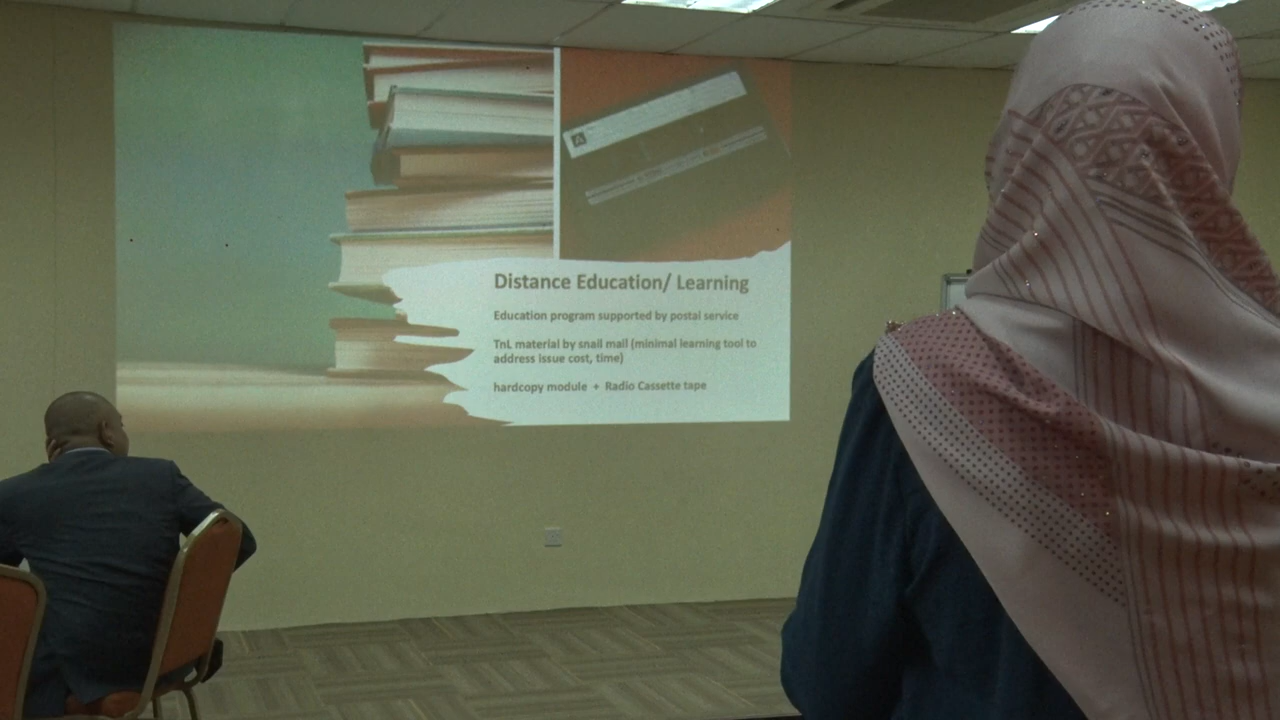 A
Distance Education/ Learning
Education program supported by postal service
TnL material by snail mail (minimal learning tool to
address issue cost, time)
hardcopy module + Radio Cassette tape